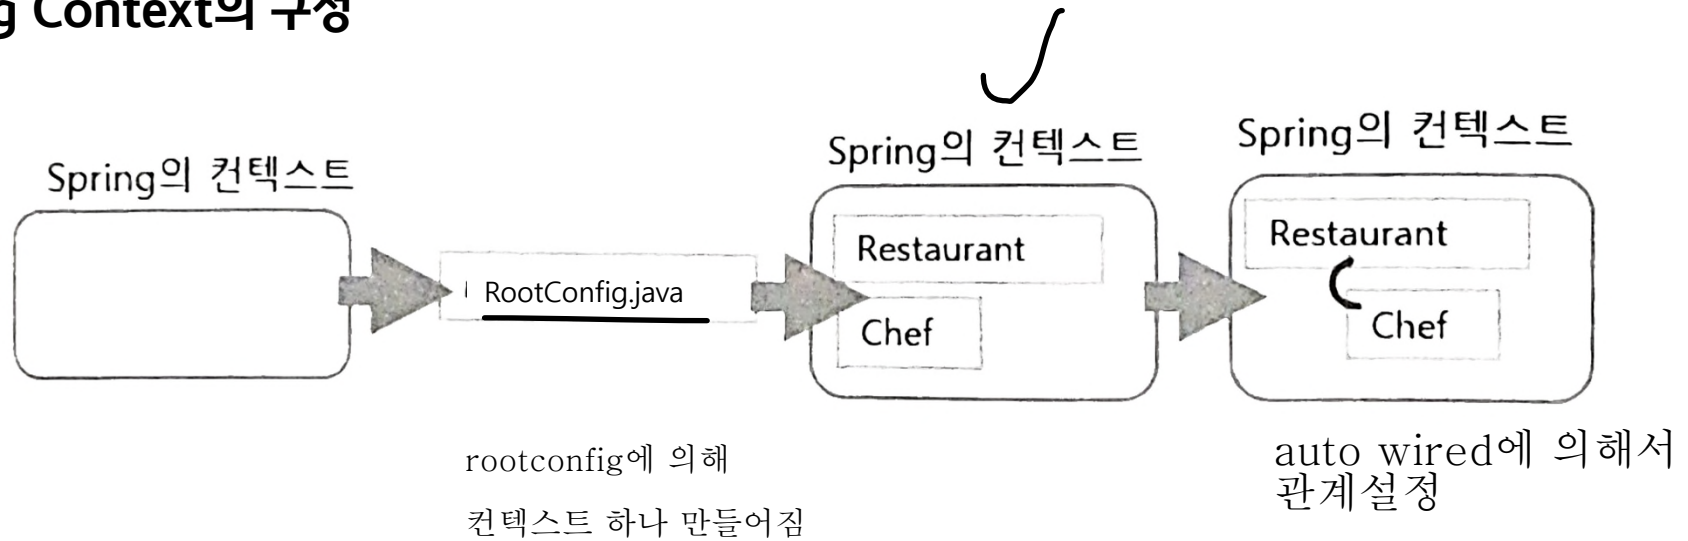 g Context의 구성
Spring의 컨텍스트
RootConfig.java
rootconfig에 의해
컨텍스트 하나 만들어짐
Spring의 컨텍스트
Restaurant
Chef
Spring의 컨텍스트
Restaurant
Chef
auto wired에 의해서
관계설정